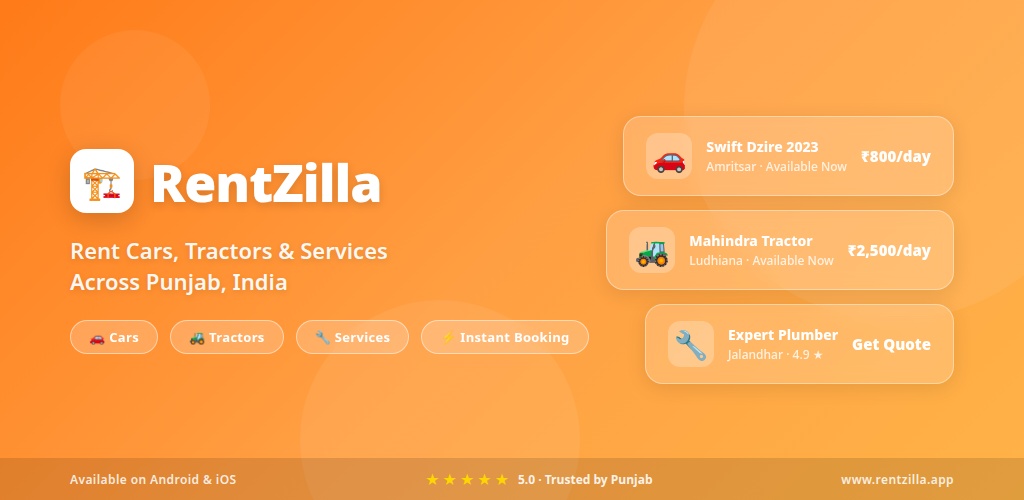 RentZilla
Rent Cars, Tractors & Services
Across Punjab, India
Cars
Tractors
Services
Instant Booking
Swift Dzire 2023
Amritsar · Available Now
₹800/day
Mahindra Tractor
Ludhiana · Available Now
₹2,500/day
Expert Plumber
Jalandhar · 4.9 ★
Get Quote
Available on Android & iOS
★★★★★ 5.0 · Trusted by Punjab
www.rentzilla.app